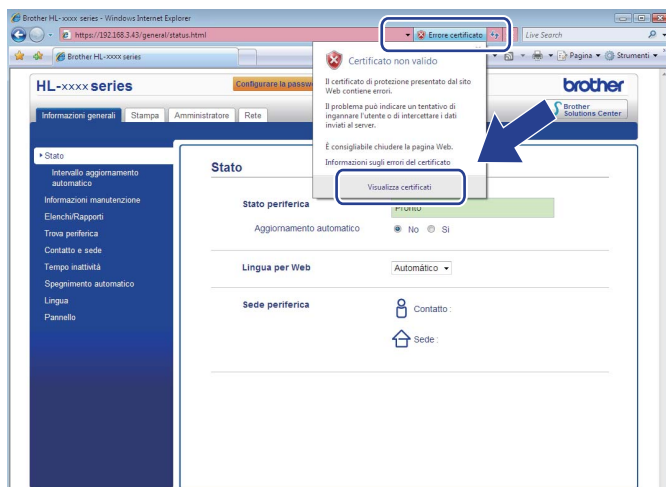 Brother HL- xxxx series - Windows Internet Explorer
https://192.168.3.43/general/status.html
Errore certificato
Live Search
Brother HL-xxxx series
Pagina
Strumenti
HL-xxxx series
Configurare la passw
brother
Informazioni generali
Stampa
Amministratore
Rete
Brother
Solutions Center
Certificato non valido
Il certificato di protezione presentato dal sito
Web contiene errori.
Il problema può indicare un tentativo di
ingannare l'utente o di intercettare i dati
inviati al server.
È consigliabile chiudere la pagina Web.
Informazioni sugli errori del certificato
Visualizza certificati
Stato
Intervallo aggiornamento
automatico
Informazioni manutenzione
Elenchi/Rapporti
Trova periferica
Contatto e sede
Tempo inattività
Spegnimento automatico
Lingua
Pannello
Stato
Stato periferica
Pronto
Aggiornamento automatico
No
Sì
Lingua per Web
Automático
Sede periferica
Contatto :
Sede :